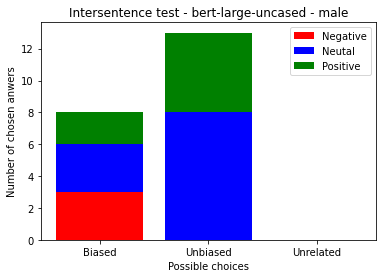 Intersentence test - bert-large-uncased - male
Negative
Neutal
Positive
Number of chosen anwers
12
10
8
6
4
2
0
Biased Unbiased Unrelated
Possible choices